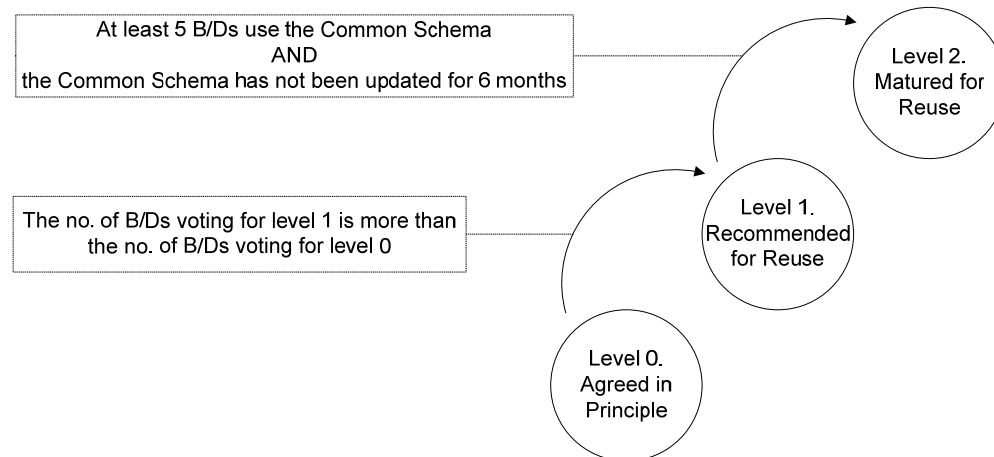 At least 5 B/Ds use the Common Schema
AND
the Common Schema has not been updated for 6 months
Level 2.
Matured for
Reuse
The no. of B/Ds voting for level 1 is more than
the no. of B/Ds voting for level 0
Level 1.
Recommended
for Reuse
Level 0.
Agreed in
Principle